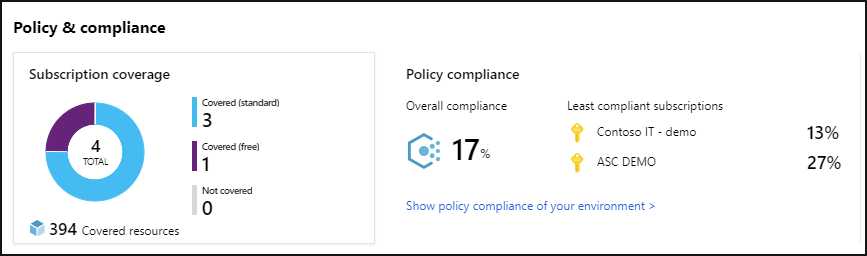 Policy & compliance
Subscription coverage
4
TOTAL
Covered (standard)
3
Covered (free)
1
Not covered
0
394 Covered resources
Policy compliance
Overall compliance
17%
Least compliant subscriptions
Contoso IT - demo 13%
ASC DEMO 27%
Show policy compliance of your environment >